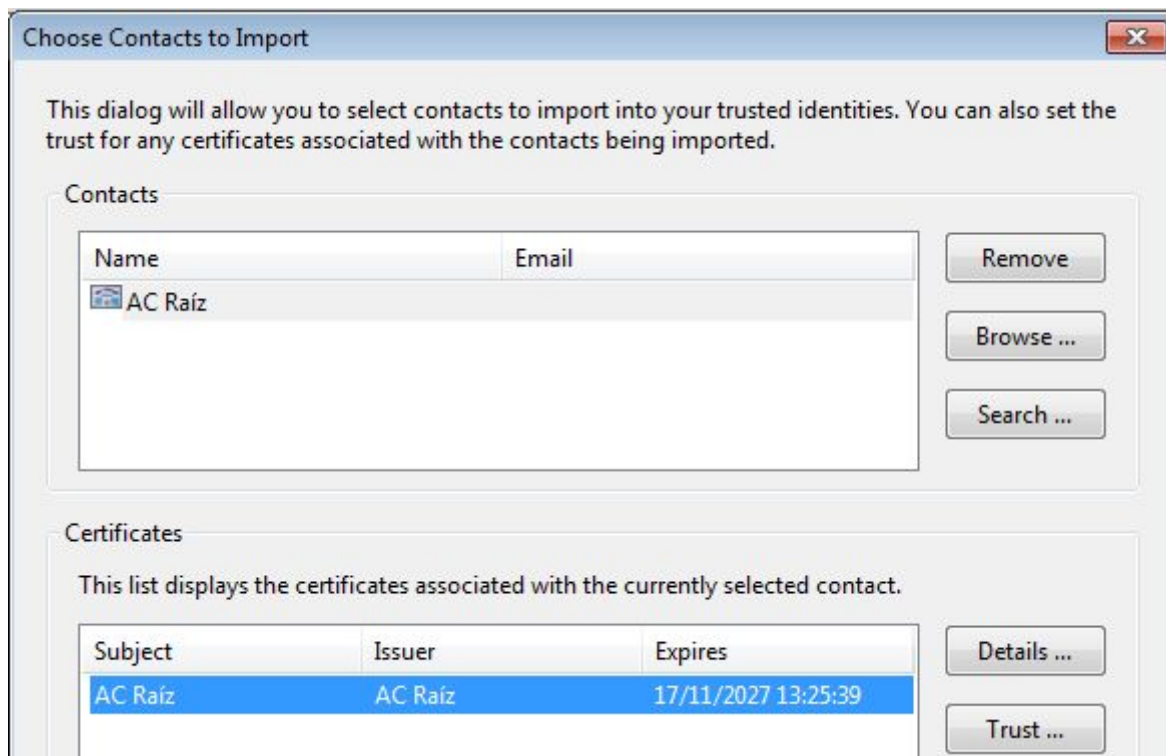 Choose Contacts to Import
This dialog will allow you to select contacts to import into your trusted identities. You can also set the
trust for any certificates associated with the contacts being imported.
Contacts
Name Email
AC Raíz
Remove
Browse ...
Search ...
Certificates
This list displays the certificates associated with the currently selected contact.
Subject Issuer Expires
AC Raíz AC Raíz 17/11/2027 13:25:39
Details ...
Trust ...